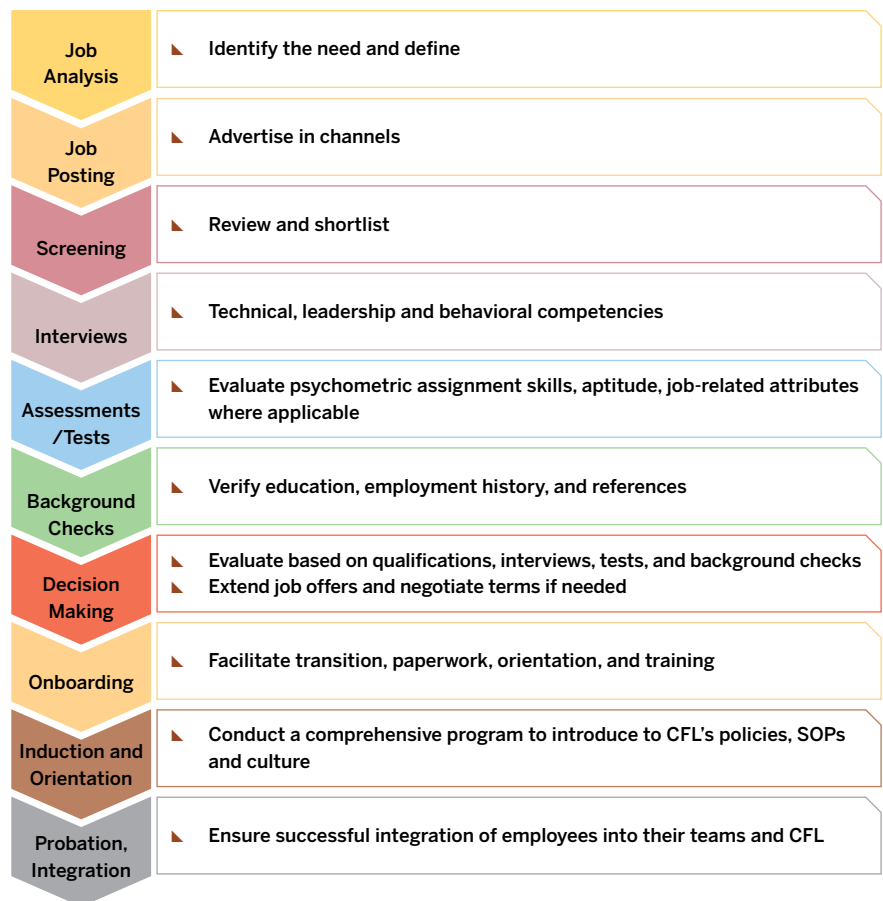 Job
Analysis
Identify the need and define
Job
Posting
Advertise in channels
Screening
Review and shortlist
Interviews
Technical, leadership and behavioral competencies
Assessments
/Tests
Evaluate psychometric assignment skills, aptitude, job-related attributes
where applicable
Background
Checks
Verify education, employment history, and references
Decision
Making
Evaluate based on qualifications, interviews, tests, and background checks
Extend job offers and negotiate terms if needed
Onboarding
Facilitate transition, paperwork, orientation, and training
Induction and
Orientation
Conduct a comprehensive program to introduce to CFL’s policies, SOPs
and culture
Probation,
Integration
Ensure successful integration of employees into their teams and CFL